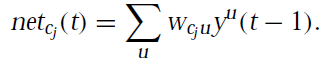 net_{c_j}(t) = \sum_u w_{c_j u} y^u(t − 1).